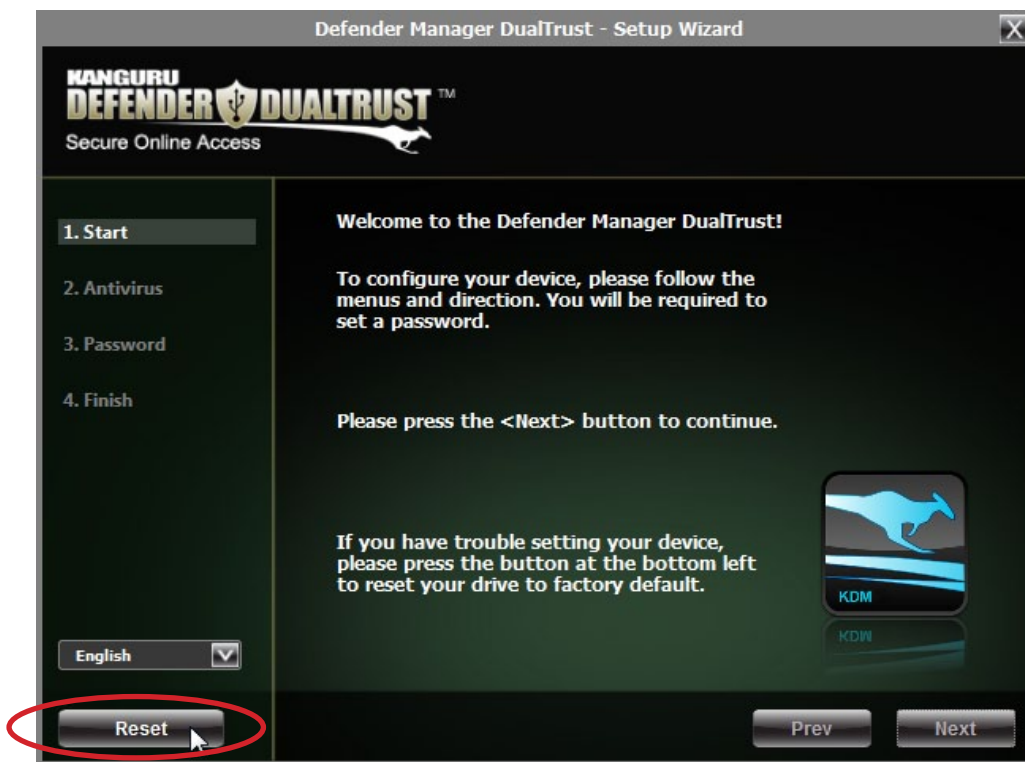 Defender Manager DualTrust - Setup Wizard
X
KANGURU
DEFENDER DUALTRUST ™
Secure Online Access
1. Start
2. Antivirus
3. Password
4. Finish
Welcome to the Defender Manager DualTrust!
To configure your device, please follow the
menus and direction. You will be required to
set a password.
Please press the <Next> button to continue.
If you have trouble setting your device,
please press the button at the bottom left
to reset your drive to factory default.
KDM
English
Reset
Prev
Next